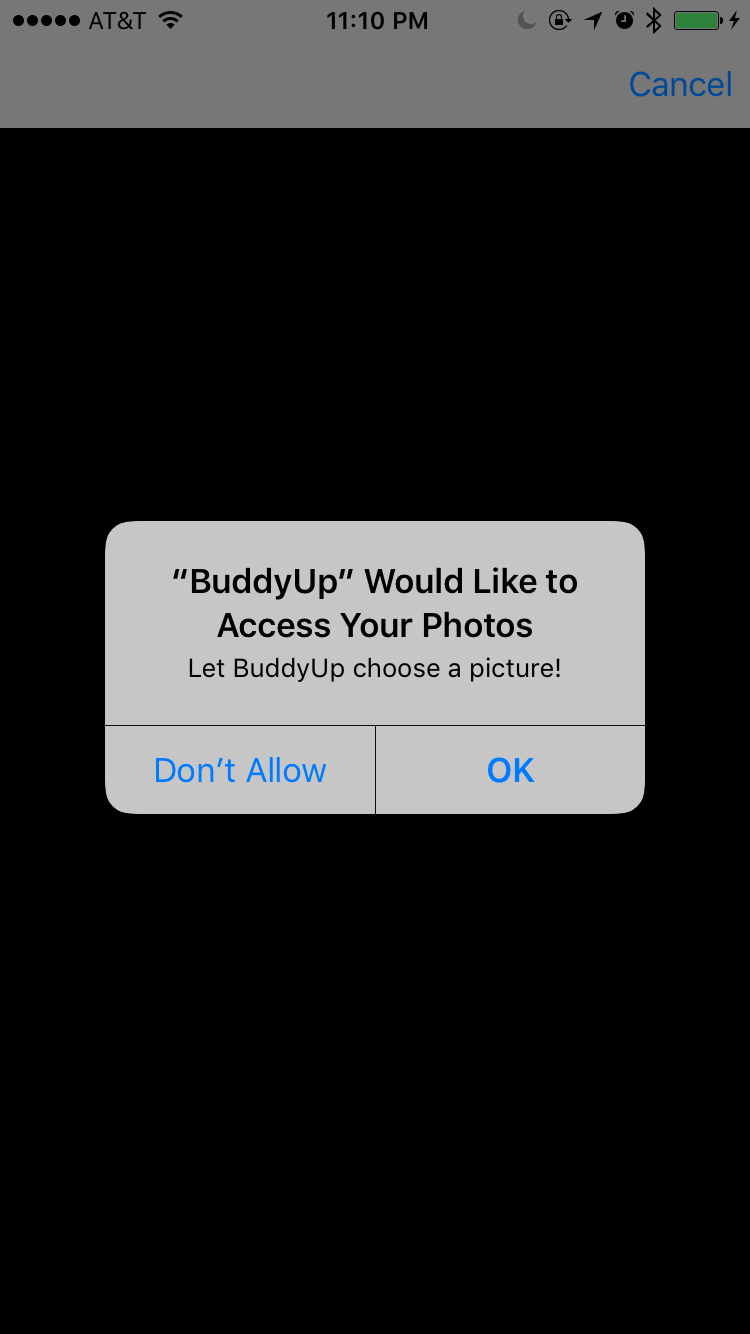 AT&T 11:10 PM
Cancel
“BuddyUp” Would Like to
Access Your Photos
Let BuddyUp choose a picture!
Don’t Allow OK